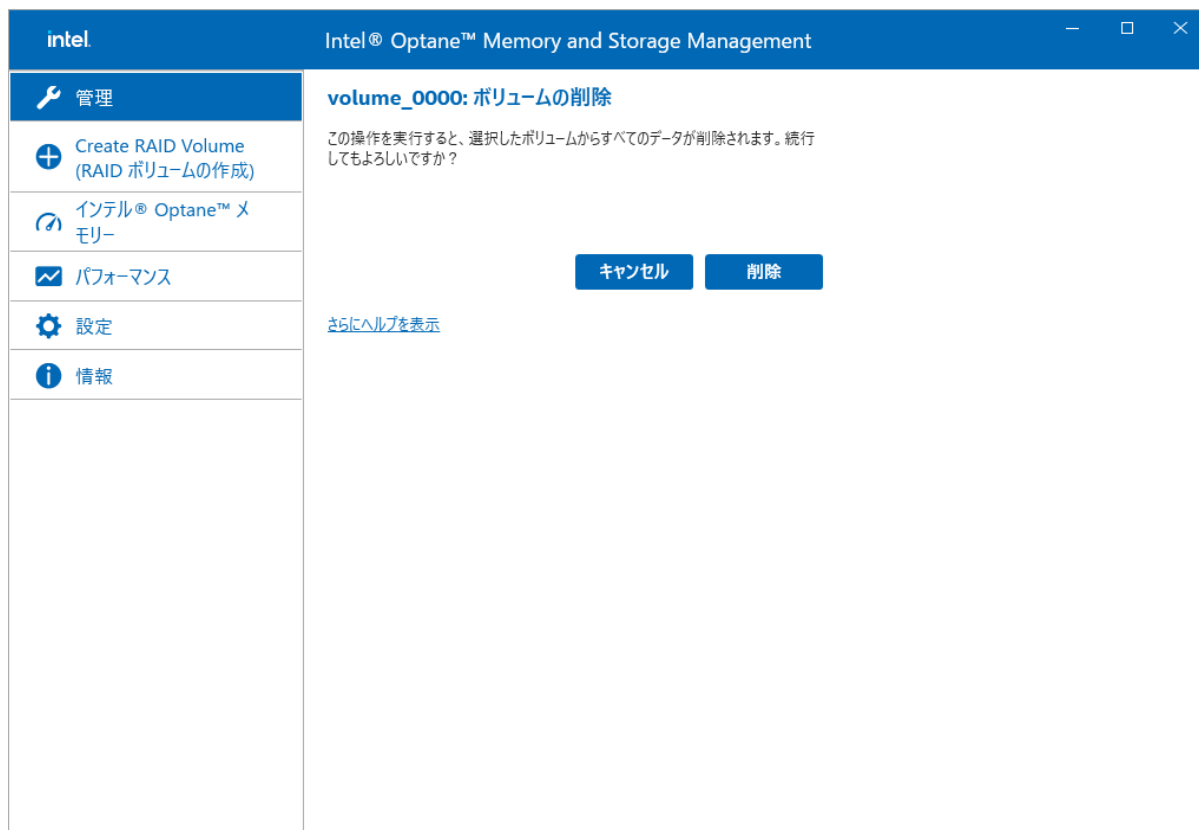 intel.
Intel® Optane™ Memory and Storage Management
管理
Create RAID Volume
(RAID ボリュームの作成)
インテル® Optane™ メ
モリー
パフォーマンス
設定
情報
volume_0000: ボリュームの削除
この操作を実行すると、選択したボリュームからすべてのデータが削除されます。続行
してもよろしいですか？
キャンセル
削除
さらにヘルプを表示